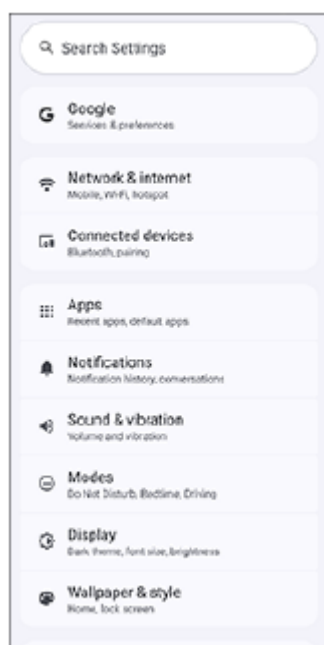 Search Settings
Google
Services & preferences
Network & internet
Mobile, Wi-Fi, hotspot
Connected devices
Bluetooth, pairing
Apps
Recent apps, default apps
Notifications
Notification history, conversations
Sound & vibration
Volume and vibration
Modes
Do Not Disturb, Bedtime, Driving
Display
Dark theme, font size, brightness
Wallpaper & style
Home, lock screen